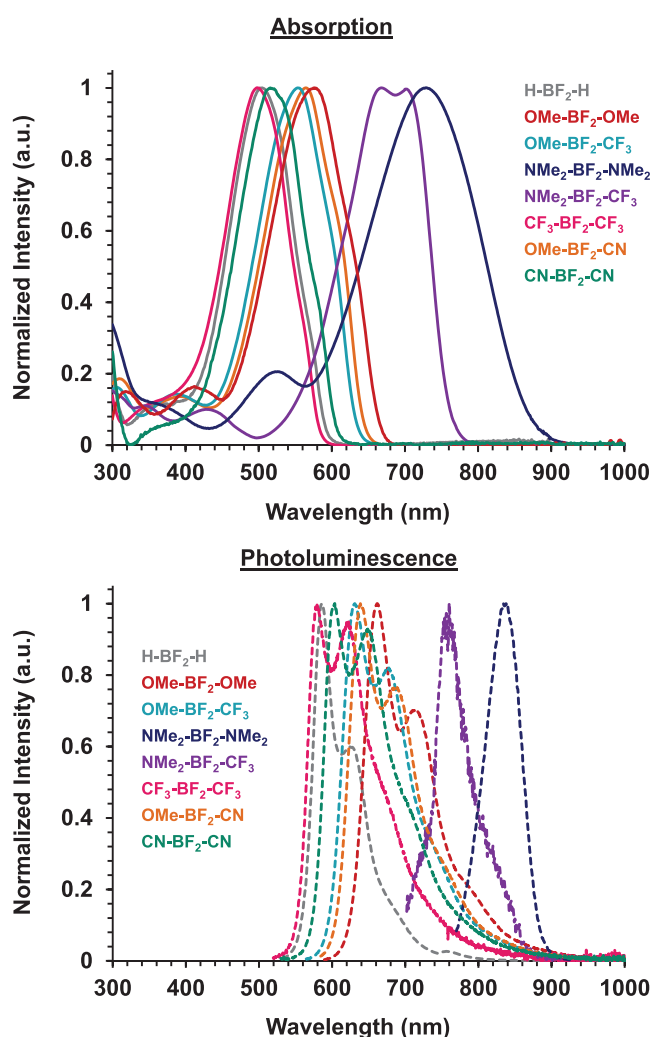 Absorption
Normalized Intensity (a.u.)
1
0.8
0.6
0.4
0.2
0
H-BF₂-H
OMe-BF₂-OMe
OMe-BF₂-CF₃
NMe₂-BF₂-NMe₂
NMe₂-BF₂-CF₃
CF₃-BF₂-CF₃
OMe-BF₂-CN
CN-BF₂-CN
300 400 500 600 700 800 900 1000
Wavelength (nm)
Photoluminescence
Normalized Intensity (a.u.)
1
0.8
0.6
0.4
0.2
0
H-BF₂-H
OMe-BF₂-OMe
OMe-BF₂-CF₃
NMe₂-BF₂-NMe₂
NMe₂-BF₂-CF₃
CF₃-BF₂-CF₃
OMe-BF₂-CN
CN-BF₂-CN
300 400 500 600 700 800 900 1000
Wavelength (nm)